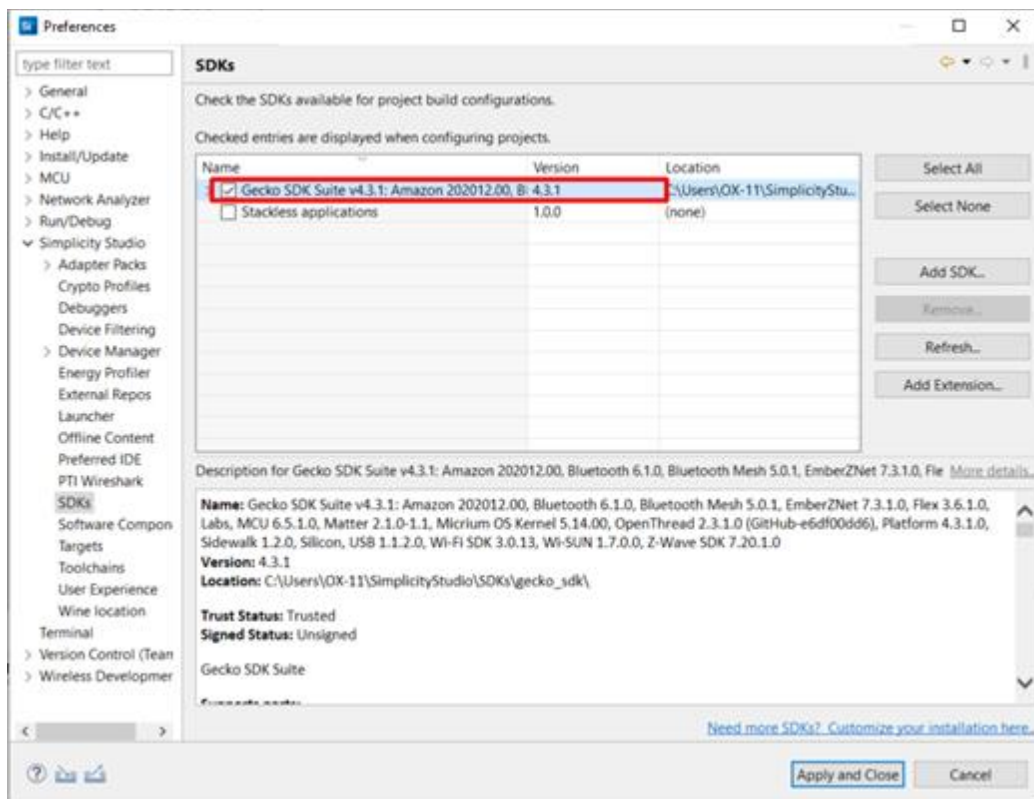 Preferences
type filter text
SDKs
General
C/C++
Help
Install/Update
MCU
Network Analyzer
Run/Debug
Simplicity Studio
Adapter Packs
Crypto Profiles
Debuggers
Device Filtering
Device Manager
Energy Profiler
External Repos
Launcher
Offline Content
Preferred IDE
PTI Wireshark
SDKs
Software Compon
Targets
Toolchains
User Experience
Wine location
Terminal
Version Control (Tean
Wireless Developmer
Check the SDKs available for project build configurations.
Checked entries are displayed when configuring projects.
Name Version Location
Gecko SDK Suite v4.3.1: Amazon 202012.00, B 4.3.1 C:\Users\OX-11\SimplicityStu...
Stackless applications 1.0.0 (none)
Select All
Select None
Add SDK...
Remove...
Refresh...
Add Extension...
Description for Gecko SDK Suite v4.3.1: Amazon 202012.00, Bluetooth 6.1.0, Bluetooth Mesh 5.0.1, EmberZNet 7.3.1.0, Fle More details...
Name: Gecko SDK Suite v4.3.1: Amazon 202012.00, Bluetooth 6.1.0, Bluetooth Mesh 5.0.1, EmberZNet 7.3.1.0, Flex 3.6.1.0,
Labs, MCU 6.5.1.0, Matter 2.1.0-1.1, Micrium OS Kernel 5.14.00, OpenThread 2.3.1.0 (GitHub-e6df00dd6), Platform 4.3.1.0,
Sidewalk 1.2.0, Silicon, USB 1.1.2.0, Wi-Fi SDK 3.0.13, Wi-SUN 1.7.0.0, Z-Wave SDK 7.20.1.0
Version: 4.3.1
Location: C:\Users\OX-11\SimplicityStudio\SDKs\gecko_sdk\
Trust Status: Trusted
Signed Status: Unsigned
Gecko SDK Suite
Need more SDKs? Customize your installation here.
Apply and Close
Cancel